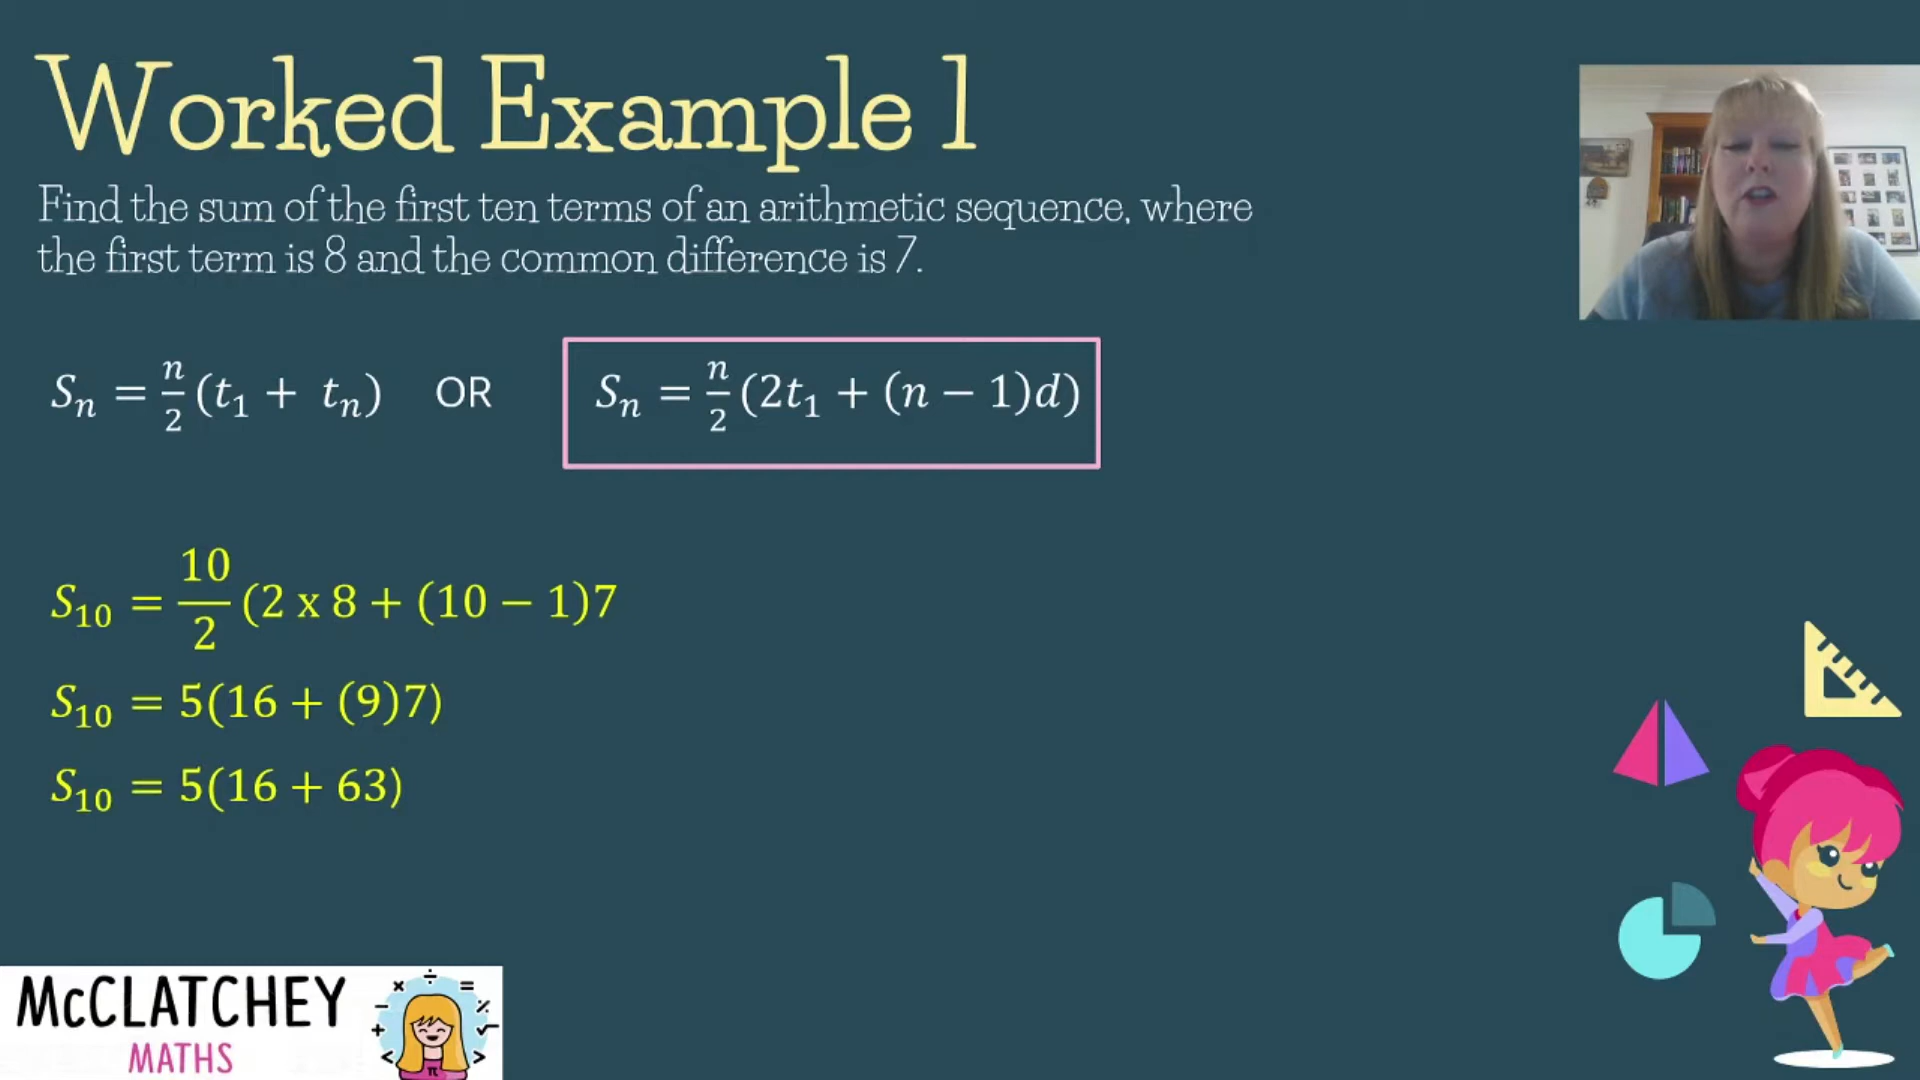 Worked Example 1
Find the sum of the first ten terms of an arithmetic sequence, where
the first term is 8 and the common difference is 7.
Sₙ = n/2 (t₁ + tₙ) OR Sₙ = n/2 (2t₁ + (n − 1)d)
S₁₀ = 10/2 (2 x 8 + (10 − 1)7
S₁₀ = 5(16 + (9)7)
S₁₀ = 5(16 + 63)
McCLATCHEY
MATHS